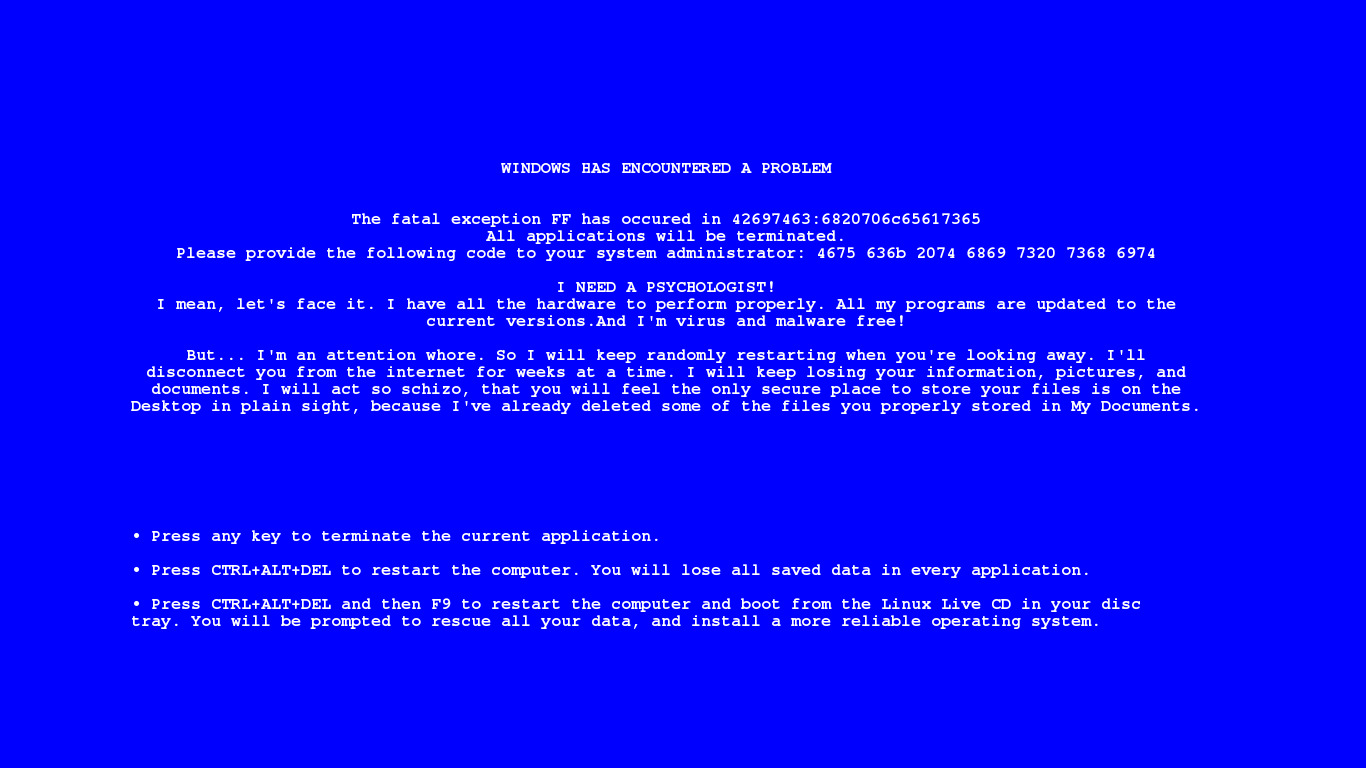 WINDOWS HAS ENCOUNTERED A PROBLEM
The fatal exception FF has occured in 42697463:6820706c65617365
All applications will be terminated.
Please provide the following code to your system administrator: 4675 636b 2074 6869 7320 7368 6974
I NEED A PSYCHOLOGIST!
I mean, let's face it. I have all the hardware to perform properly. All my programs are updated to the
current versions.And I'm virus and malware free!
But... I'm an attention whore. So I will keep randomly restarting when you're looking away. I'll
disconnect you from the internet for weeks at a time. I will keep losing your information, pictures, and
documents. I will act so schizo, that you will feel the only secure place to store your files is on the
Desktop in plain sight, because I've already deleted some of the files you properly stored in My Documents.
• Press any key to terminate the current application.
• Press CTRL+ALT+DEL to restart the computer. You will lose all saved data in every application.
• Press CTRL+ALT+DEL and then F9 to restart the computer and boot from the Linux Live CD in your disc
tray. You will be prompted to rescue all your data, and install a more reliable operating system.